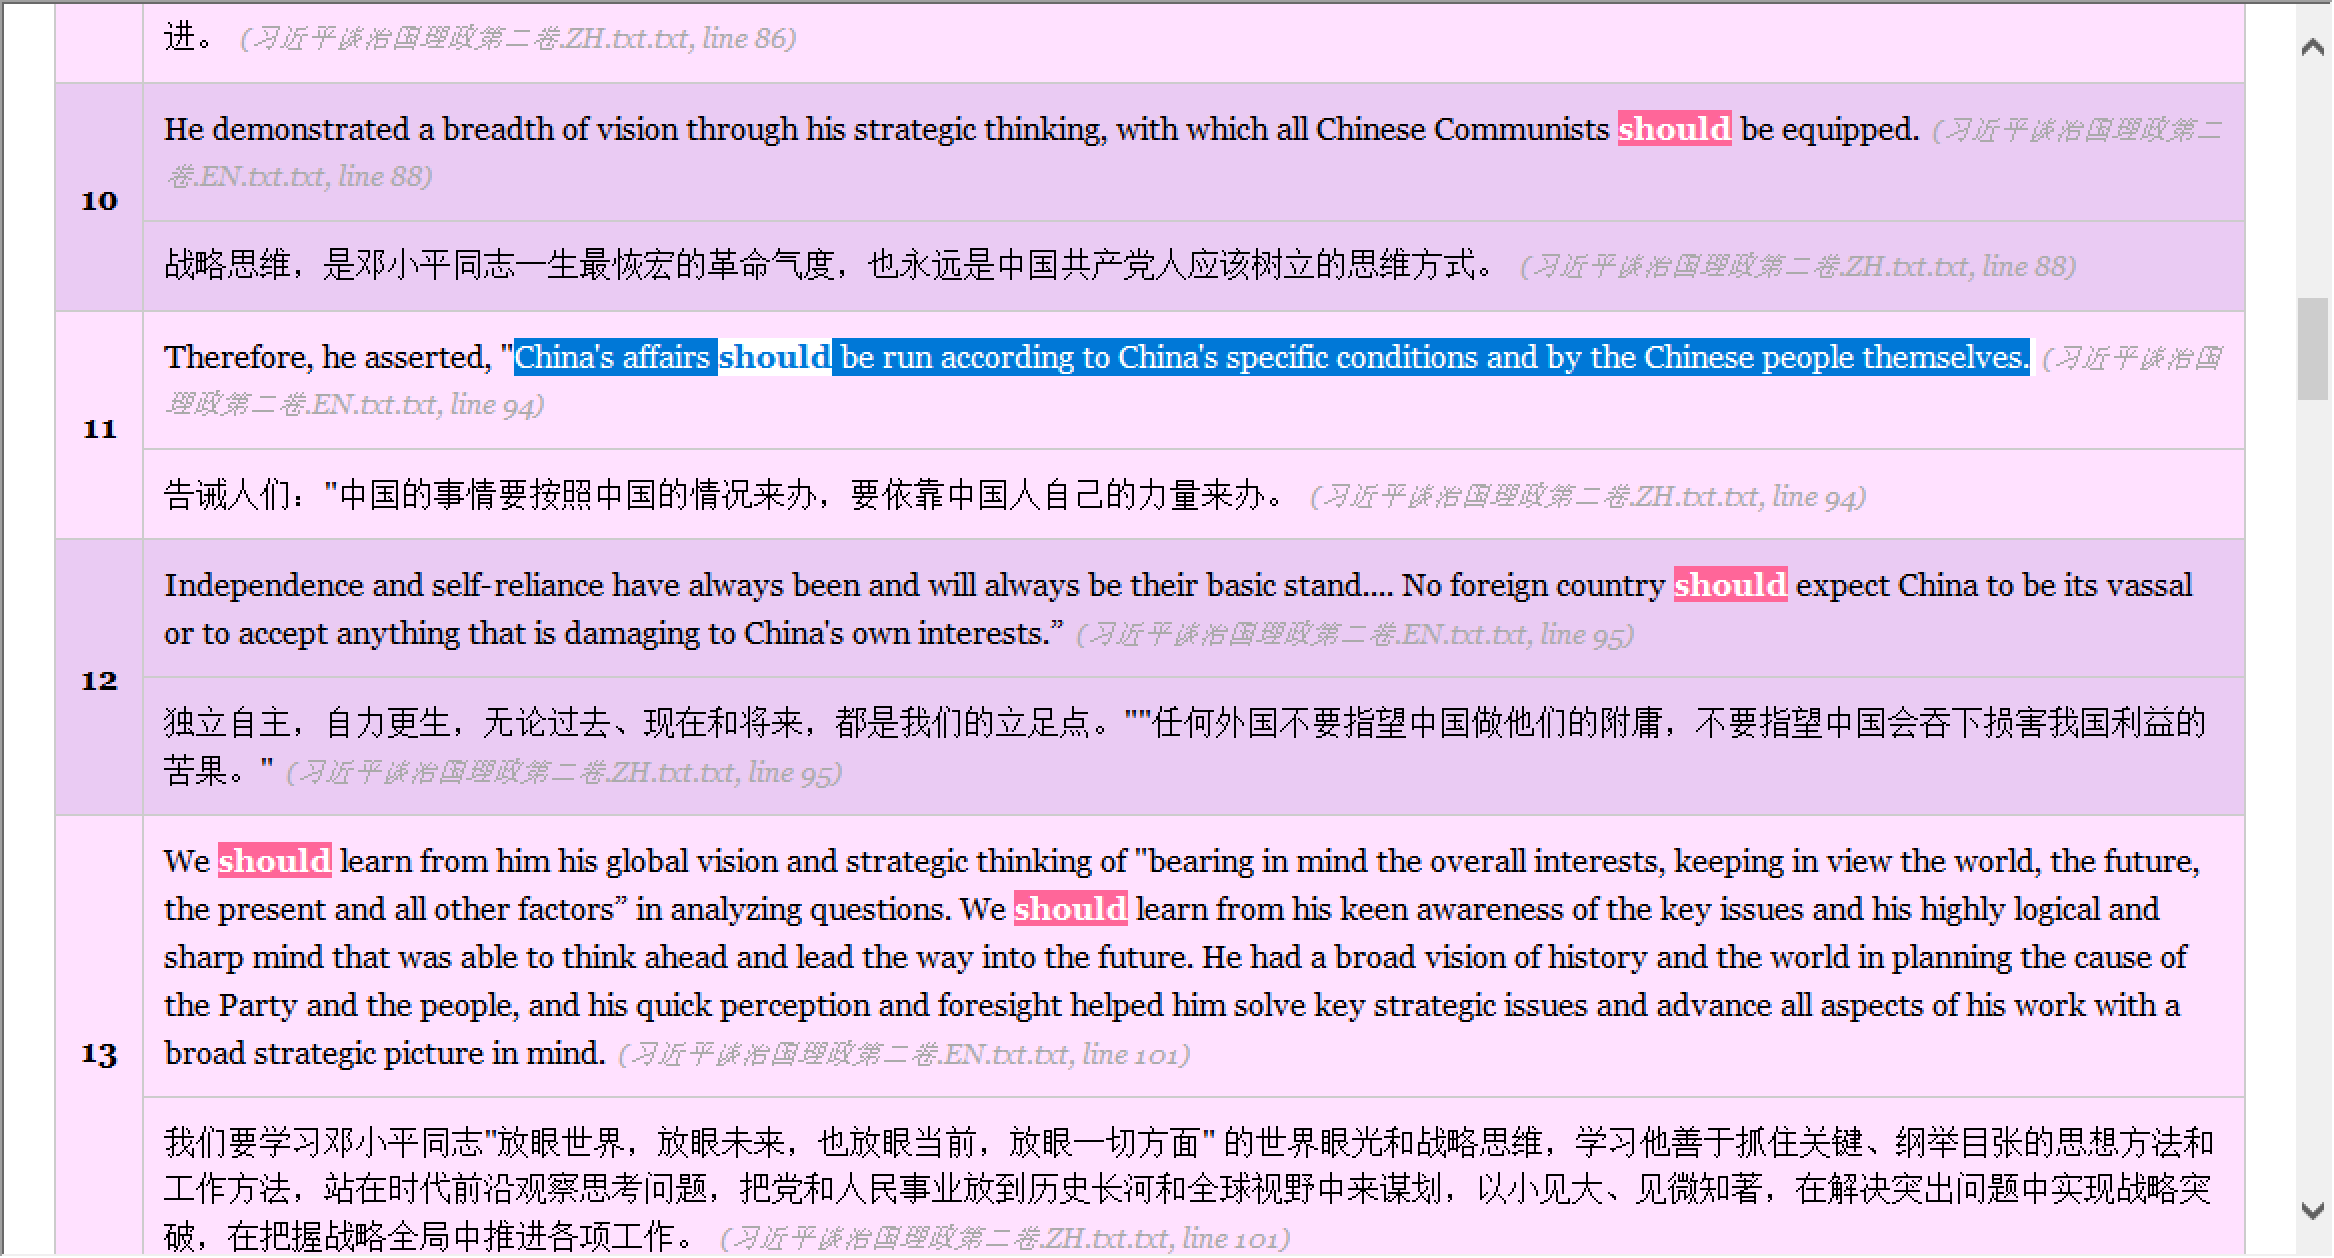 进。 (习近平谈治国理政第二卷.ZH.txt.txt, line 86)
10
He demonstrated a breadth of vision through his strategic thinking, with which all Chinese Communists should be equipped. (习近平谈治国理政第二
卷.EN.txt.txt, line 88)
战略思维，是邓小平同志一生最恢宏的革命气度，也永远是中国共产党人应该树立的思维方式。 (习近平谈治国理政第二卷.ZH.txt.txt, line 88)
11
Therefore, he asserted, "China's affairs should be run according to China's specific conditions and by the Chinese people themselves. (习近平谈治国
理政第二卷.EN.txt.txt, line 94)
告诫人们："中国的事情要按照中国的情况来办，要依靠中国人自己的力量来办。 (习近平谈治国理政第二卷.ZH.txt.txt, line 94)
12
Independence and self-reliance have always been and will always be their basic stand.... No foreign country should expect China to be its vassal
or to accept anything that is damaging to China's own interests.” (习近平谈治国理政第二卷.EN.txt.txt, line 95)
独立自主，自力更生，无论过去、现在和将来，都是我们的立足点。""任何外国不要指望中国做他们的附庸，不要指望中国会吞下损害我国利益的
苦果。" (习近平谈治国理政第二卷.ZH.txt.txt, line 95)
13
We should learn from him his global vision and strategic thinking of "bearing in mind the overall interests, keeping in view the world, the future,
the present and all other factors” in analyzing questions. We should learn from his keen awareness of the key issues and his highly logical and
sharp mind that was able to think ahead and lead the way into the future. He had a broad vision of history and the world in planning the cause of
the Party and the people, and his quick perception and foresight helped him solve key strategic issues and advance all aspects of his work with a
broad strategic picture in mind. (习近平谈治国理政第二卷.EN.txt.txt, line 101)
我们要学习邓小平同志"放眼世界，放眼未来，也放眼当前，放眼一切方面" 的世界眼光和战略思维，学习他善于抓住关键、纲举目张的思想方法和
工作方法，站在时代前沿观察思考问题，把党和人民事业放到历史长河和全球视野中来谋划，以小见大、见微知著，在解决突出问题中实现战略突
破，在把握战略全局中推进各项工作。 (习近平谈治国理政第二卷.ZH.txt.txt, line 101)